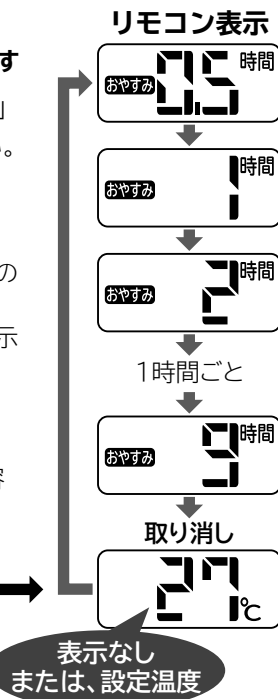 リモコン表示
す
おやすみ 0.5 時間
」
。
おやすみ 1 時間
の
おやすみ 2 時間
示
1時間ごと
おやすみ 9 時間
取り消し
27℃
表示なし
または、設定温度